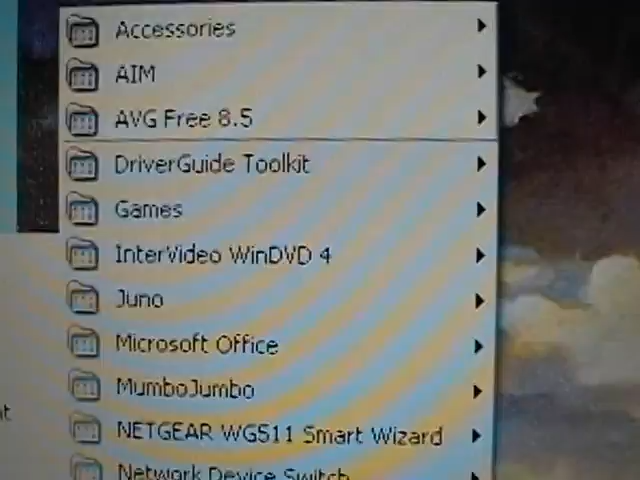 Accessories
AIM
AVG Free 8.5
DriverGuide Toolkit
Games
InterVideo WinDVD 4
Juno
Microsoft Office
MumboJumbo
NETGEAR WG511 Smart Wizard
Network Device Switch